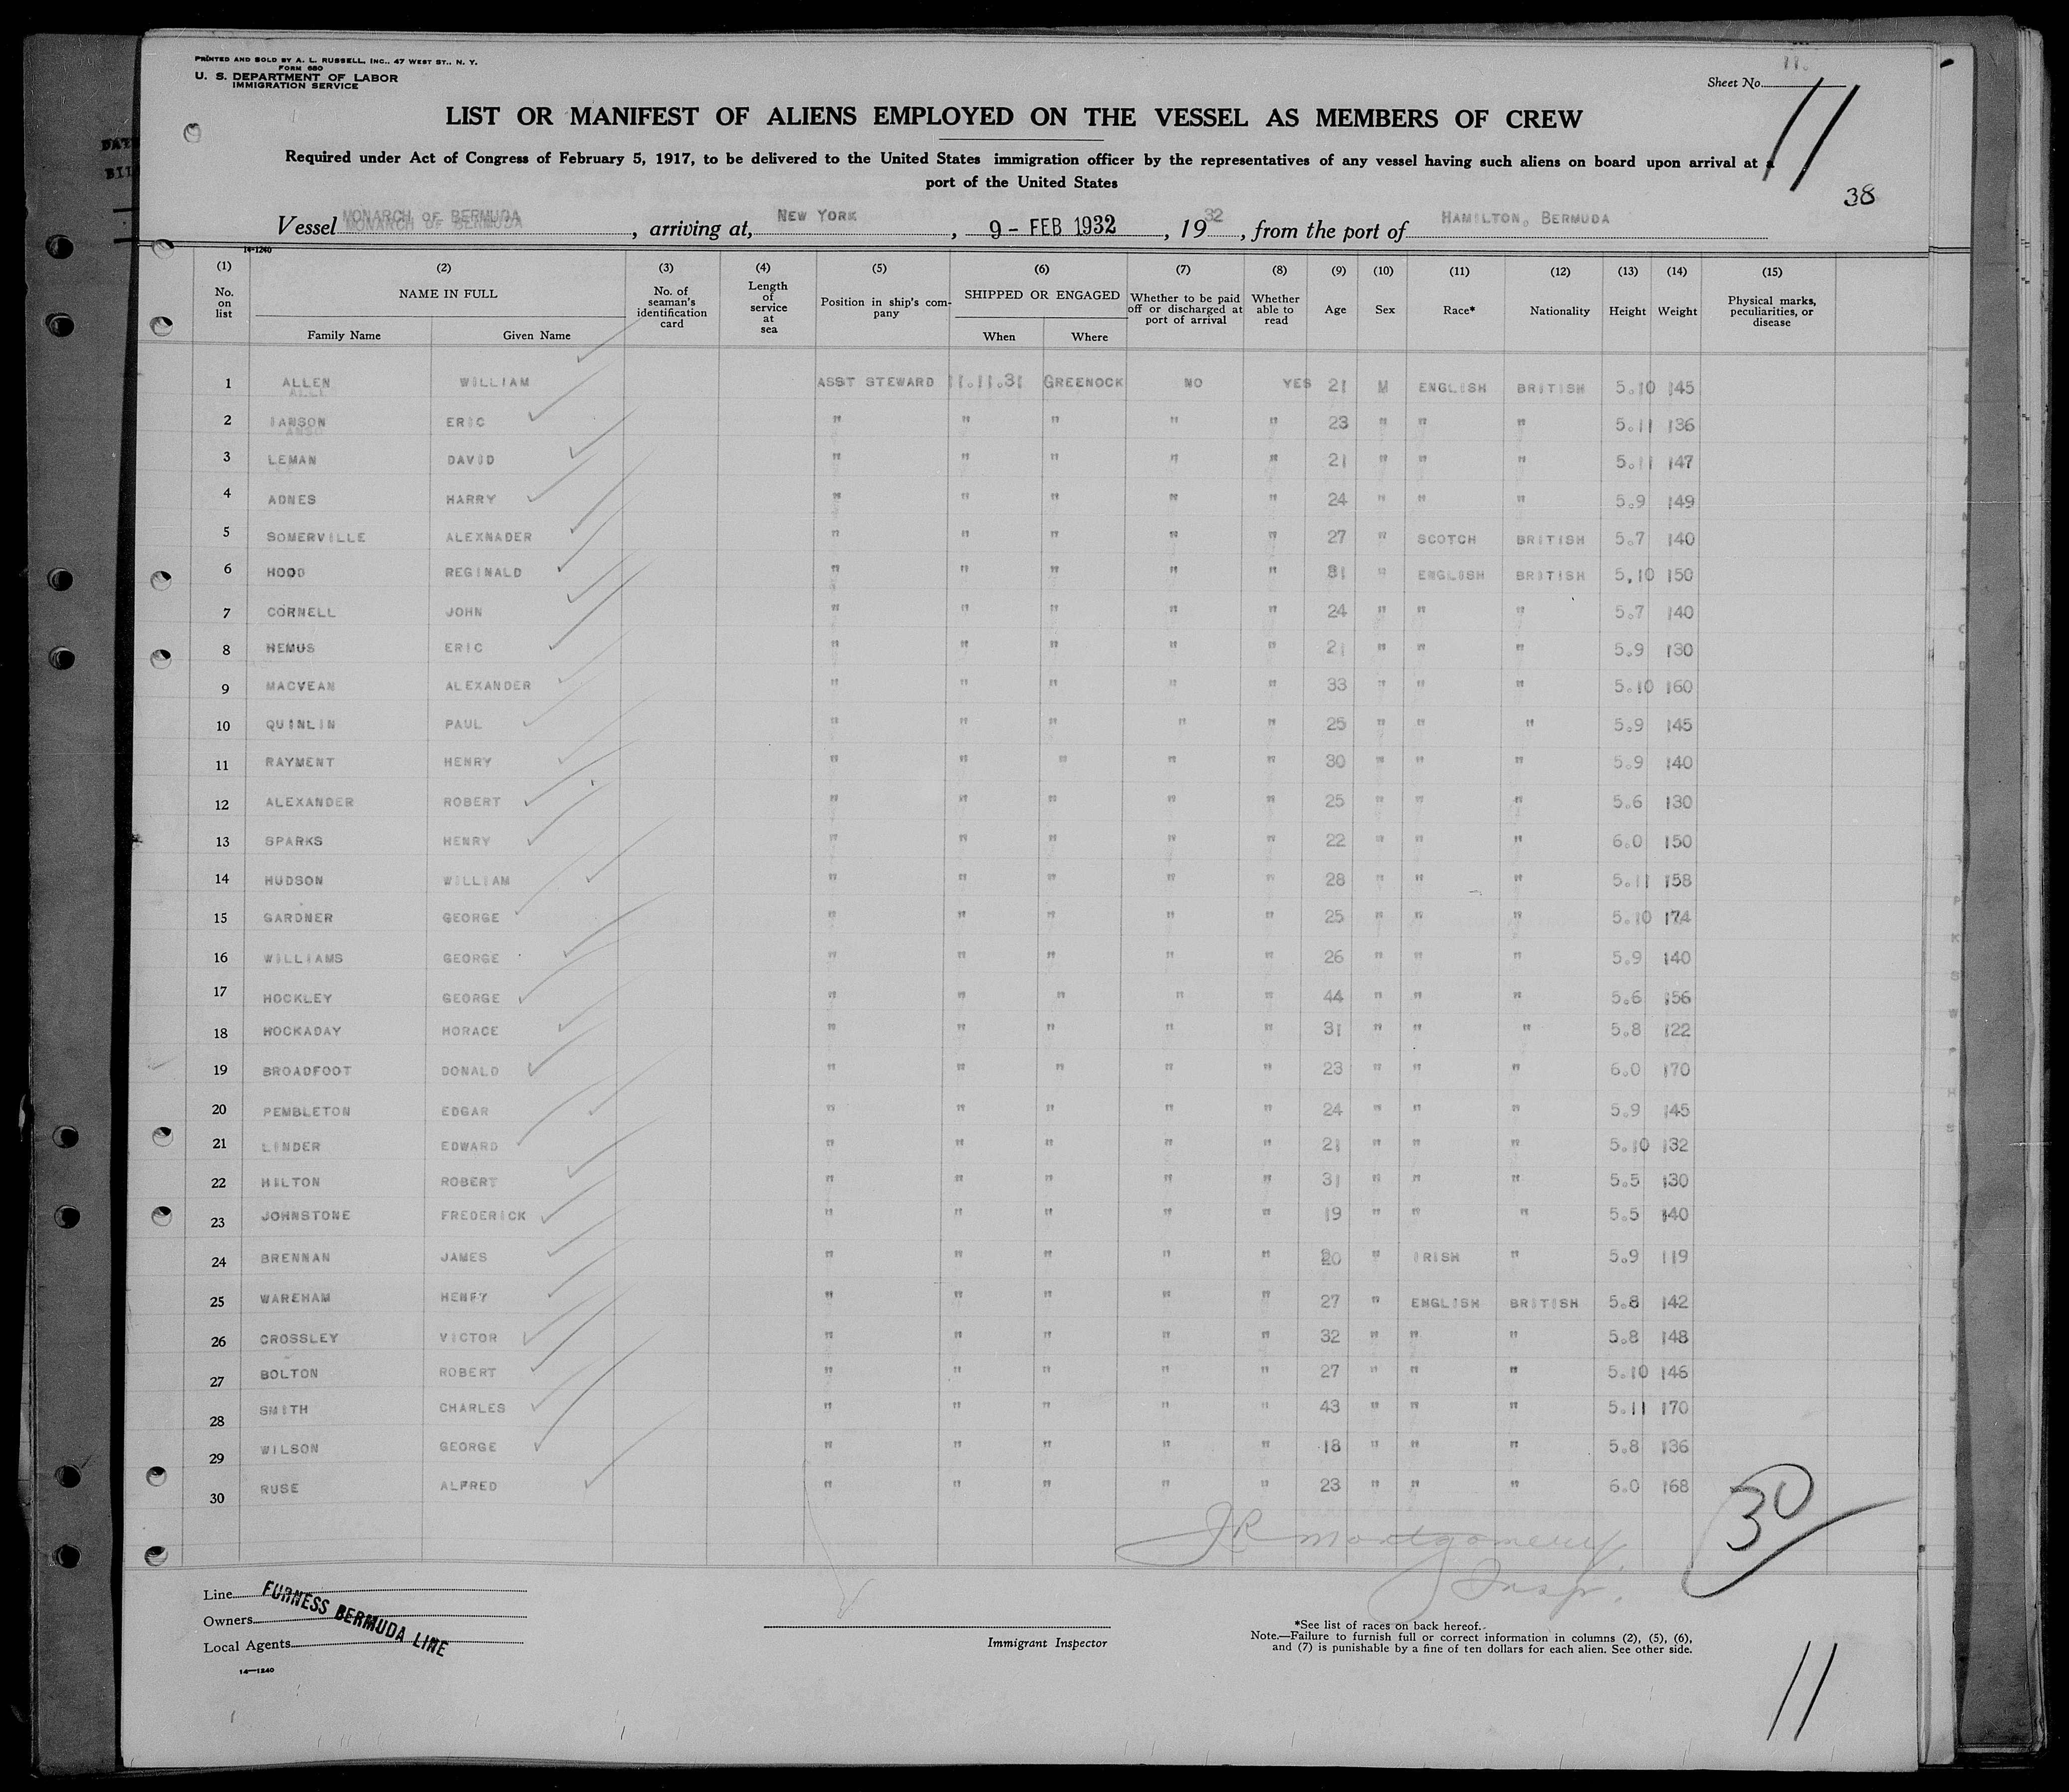 PRINTED AND SOLD BY A. L. RUSSELL, INC., 47 WEST ST., N. Y.
FORM 680
U. S. DEPARTMENT OF LABOR
IMMIGRATION SERVICE
Sheet No. 11
LIST OR MANIFEST OF ALIENS EMPLOYED ON THE VESSEL AS MEMBERS OF CREW
Required under Act of Congress of February 5, 1917, to be delivered to the United States immigration officer by the representatives of any vessel having such aliens on board upon arrival at a
port of the United States
38
Vessel MONARCH OF BERMUDA, arriving at, NEW YORK, 9 - FEB 1932, 1932, from the port of HAMILTON, BERMUDA
14-1240
(1) (2) (3) (4) (5) (6) (7) (8) (9) (10) (11) (12) (13) (14) (15)
No. on list NAME IN FULL Family Name Given Name No. of seaman's identification card Length of service at sea Position in ship's company SHIPPED OR ENGAGED When Where Whether to be paid off or discharged at port of arrival Whether able to read Age Sex Race* Nationality Height Weight Physical marks, peculiarities, or disease
1 ALLEN WILLIAM ASST STEWARD 11.11.31 GREENOCK NO YES 21 M ENGLISH BRITISH 5.10 145
2 IANSON ERIC " " " " " 23 " " " 5.11 136
3 LEMAN DAVID " " " " " 21 " " " 5.11 147
4 ADNES HARRY " " " " " 24 " " " 5.9 149
5 SOMERVILLE ALEXNADER " " " " " 27 " SCOTCH BRITISH 5.7 140
6 HOOD REGINALD " " " " " 31 " ENGLISH BRITISH 5,10 150
7 CORNELL JOHN " " " " " 24 " " " 5.7 140
8 HEMUS ERIC " " " " " 21 " " " 5.9 130
9 MACVEAN ALEXANDER " " " " " 33 " " " 5.10 160
10 QUINLIN PAUL " " " " " 25 " " " 5.9 145
11 RAYMENT HENRY " " " " " 30 " " " 5.9 140
12 ALEXANDER ROBERT " " " " " 25 " " " 5.6 130
13 SPARKS HENRY " " " " " 22 " " " 6.0 150
14 HUDSON WILLIAM " " " " " 28 " " " 5.11 158
15 GARDNER GEORGE " " " " " 25 " " " 5.10 174
16 WILLIAMS GEORGE " " " " " 26 " " " 5.9 140
17 HOCKLEY GEORGE " " " " " 44 " " " 5.6 156
18 HOCKADAY HORACE " " " " " 31 " " " 5.8 122
19 BROADFOOT DONALD " " " " " 23 " " " 6.0 170
20 PEMBLETON EDGAR " " " " " 24 " " " 5.9 145
21 LINDER EDWARD " " " " " 21 " " " 5.10 132
22 HILTON ROBERT " " " " " 31 " " " 5.5 130
23 JOHNSTONE FREDERICK " " " " " 19 " " " 5.5 140
24 BRENNAN JAMES " " " " " 20 " IRISH " 5.9 119
25 WAREHAM HENRY " " " " " 27 " ENGLISH BRITISH 5.8 142
26 CROSSLEY VICTOR " " " " " 32 " " " 5.8 148
27 BOLTON ROBERT " " " " " 27 " " " 5.10 146
28 SMITH CHARLES " " " " " 43 " " " 5.11 170
29 WILSON GEORGE " " " " " 18 " " " 5.8 136
30 RUSE ALFRED " " " " " 23 " " " 6.0 168
30
JR Montgomery
Insp.
Line
Owners
Local Agents
FURNESS BERMUDA LINE
14-1240
Immigrant Inspector
*See list of races on back hereof.
Note.—Failure to furnish full or correct information in columns (2), (5), (6),
and (7) is punishable by a fine of ten dollars for each alien. See other side.
11